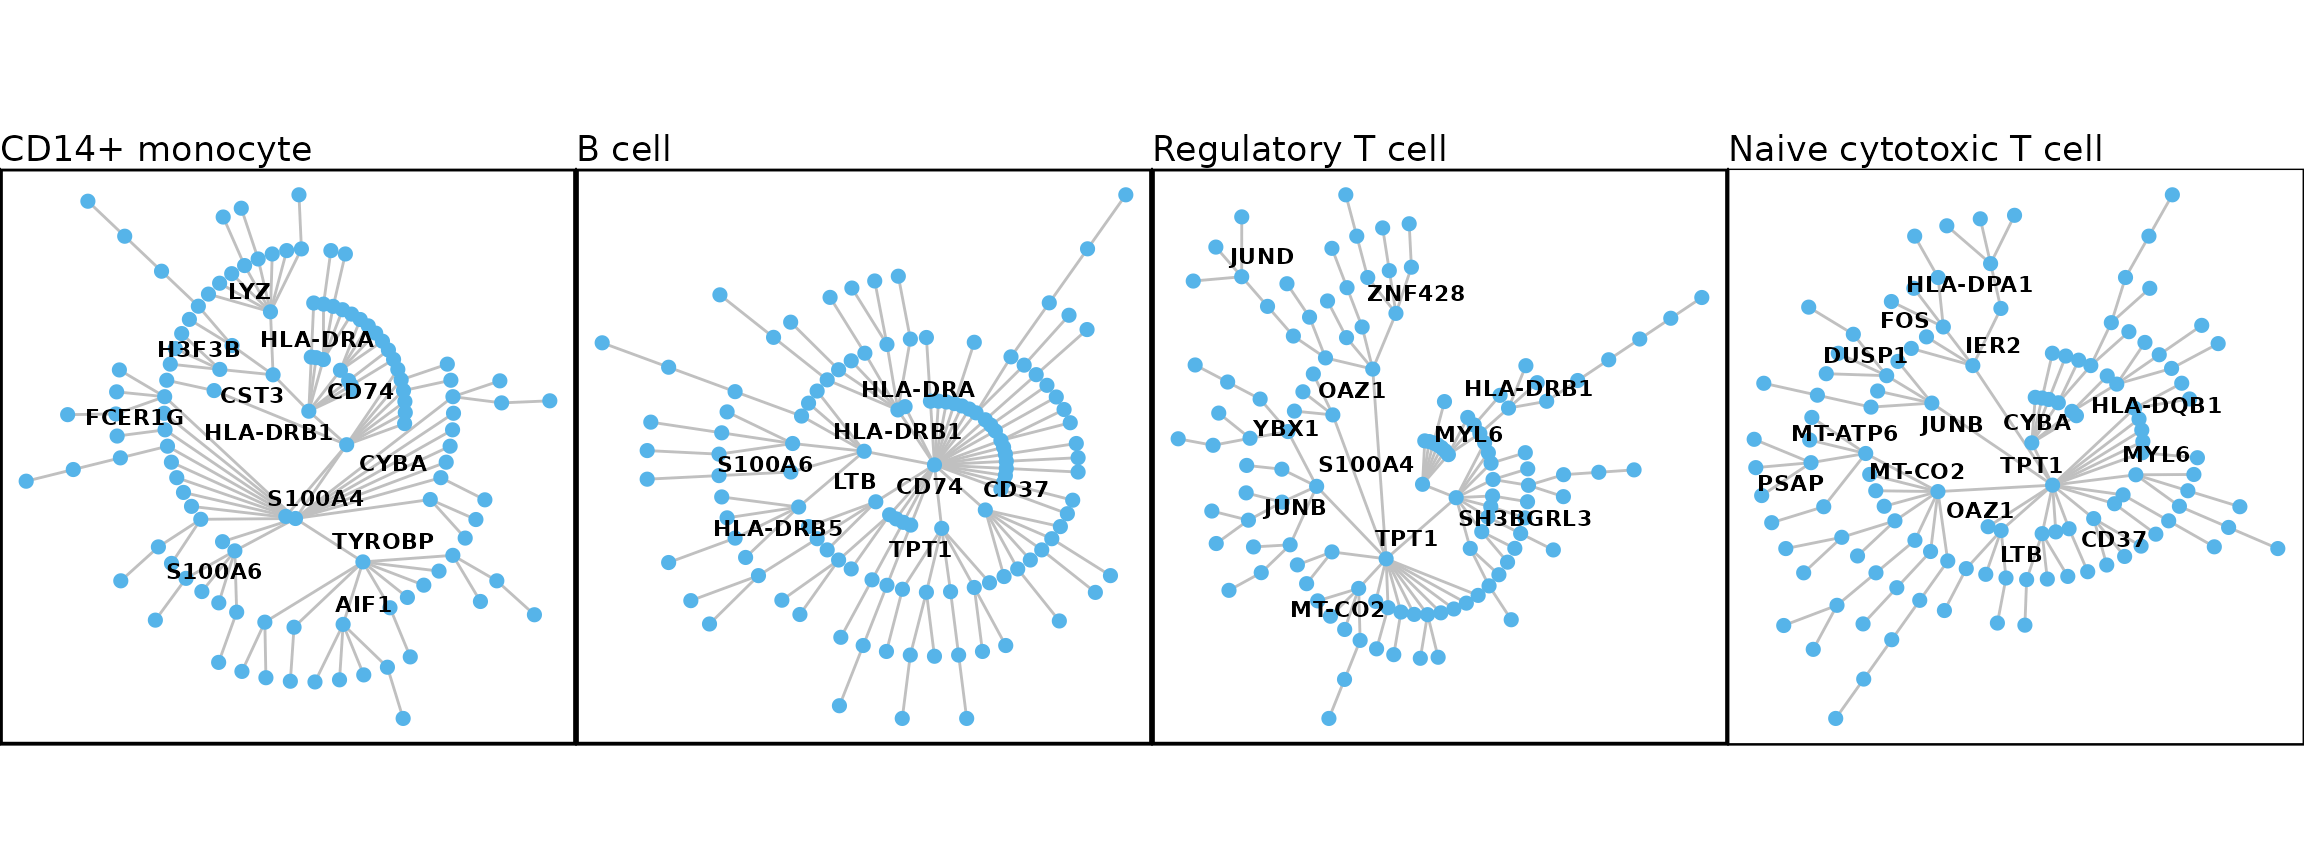 CD14+ monocyte
LYZ
HLA-DRA
H3F3B
CST3
CD74
FCER1G
HLA-DRB1
CYBA
S100A4
TYROBP
S100A6
AIF1
B cell
HLA-DRA
HLA-DRB1
S100A6
LTB
CD74
CD37
HLA-DRB5
TPT1
Regulatory T cell
JUND
ZNF428
OAZ1
HLA-DRB1
YBX1
MYL6
S100A4
JUNB
SH3BGRL3
TPT1
MT-CO2
Naive cytotoxic T cell
HLA-DPA1
FOS
IER2
DUSP1
HLA-DQB1
JUNB
CYBA
MT-ATP6
MYL6
TPT1
MT-CO2
PSAP
OAZ1
CD37
LTB